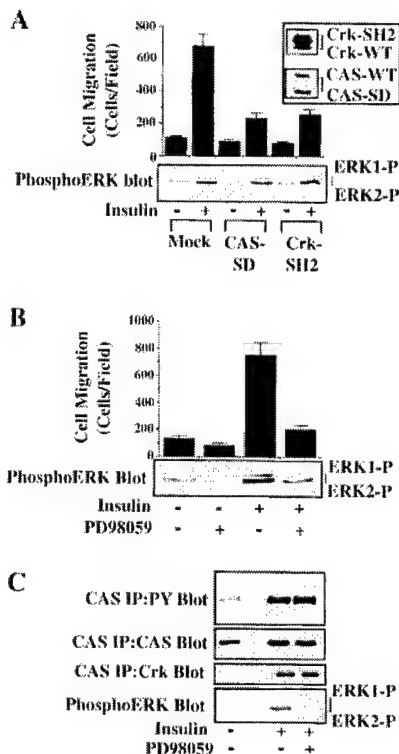 A
Cell Migration
(Cells/Field)
800
600
400
200
0
Crk-SH2
Crk-WT
CAS-WT
CAS-SD
PhosphoERK blot
ERK1-P
ERK2-P
Insulin - + - + - +
Mock
CAS-
SD
Crk-
SH2
B
Cell Migration
(Cells/Field)
1000
800
600
400
200
0
PhosphoERK Blot
ERK1-P
ERK2-P
Insulin - - + +
PD98059 - + - +
C
CAS IP:PY Blot
CAS IP:CAS Blot
CAS IP:Crk Blot
PhosphoERK Blot
ERK1-P
ERK2-P
Insulin - + +
PD98059 - - +